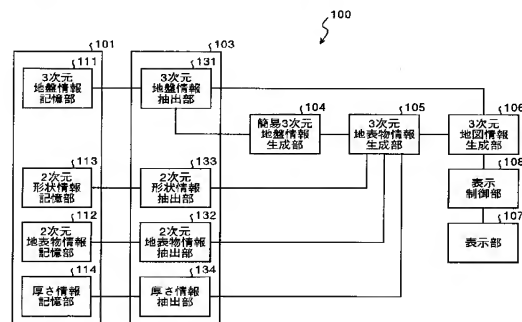 100
101
103
111
3次元
地盤情報
記憶部
131
3次元
地盤情報
抽出部
104
簡易3次元
地盤情報
生成部
105
3次元
地表物情報
生成部
106
3次元
地図情報
生成部
113
2次元
形状情報
記憶部
133
2次元
形状情報
抽出部
108
表示
制御部
112
2次元
地表物情報
記憶部
132
2次元
地表物情報
抽出部
107
表示部
114
厚さ情報
記憶部
134
厚さ情報
抽出部